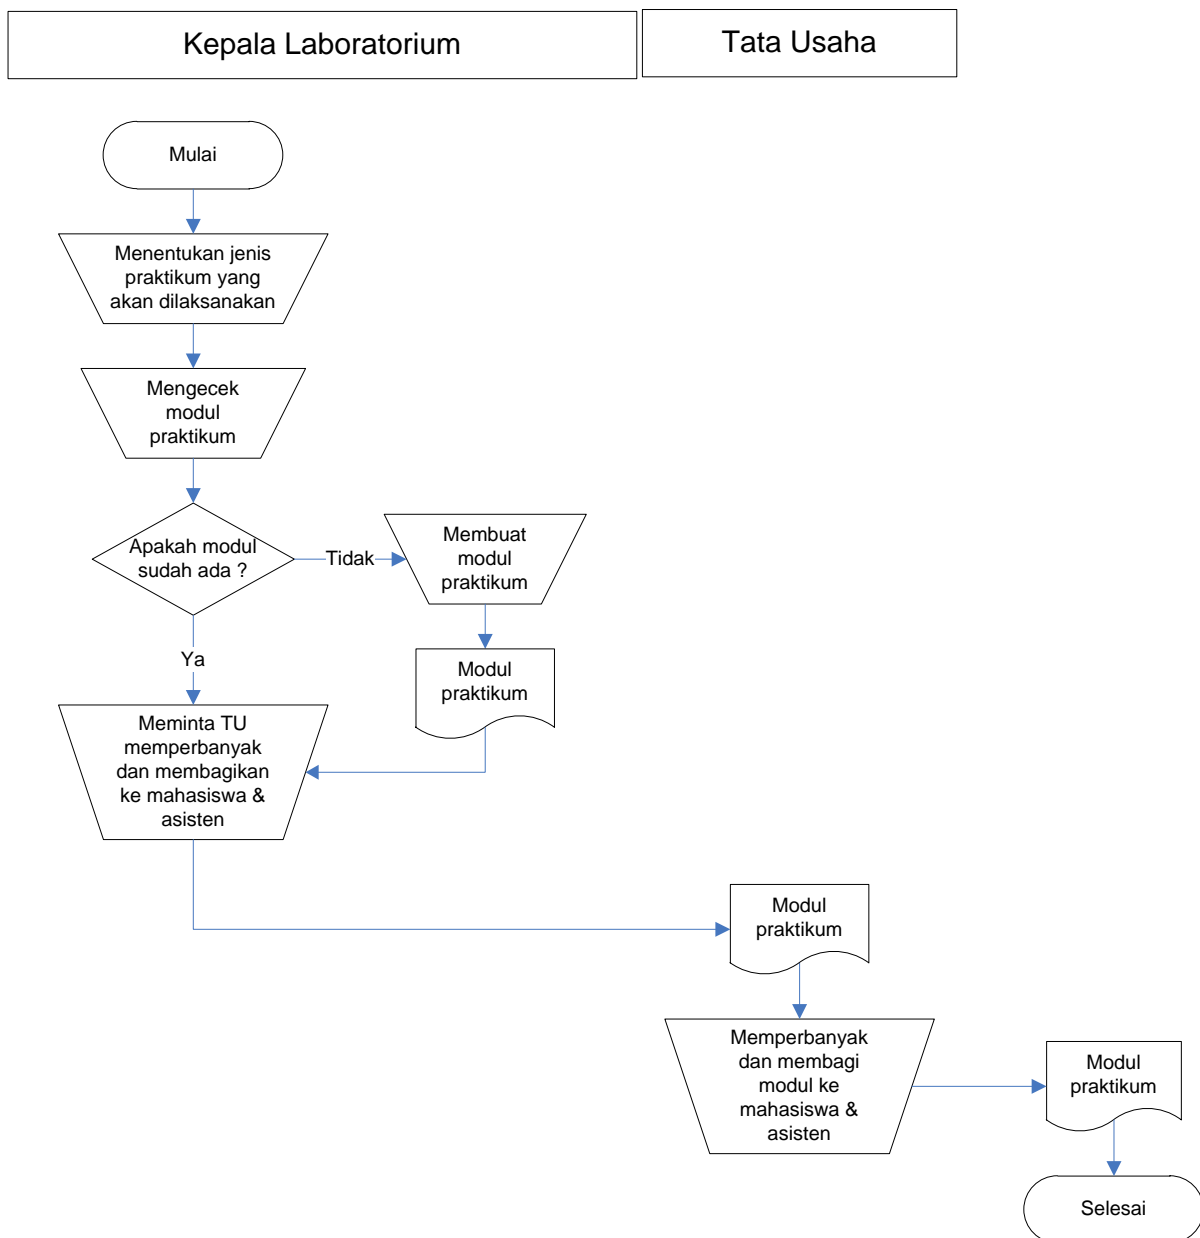 Kepala Laboratorium
Tata Usaha
Mulai
Menentukan jenis
praktikum yang
akan dilaksanakan
Mengecek
modul
praktikum
Apakah modul
sudah ada ?
Tidak
Membuat
modul
praktikum
Ya
Modul
praktikum
Meminta TU
memperbanyak
dan membagikan
ke mahasiswa &
asisten
Modul
praktikum
Memperbanyak
dan membagi
modul ke
mahasiswa &
asisten
Modul
praktikum
Selesai